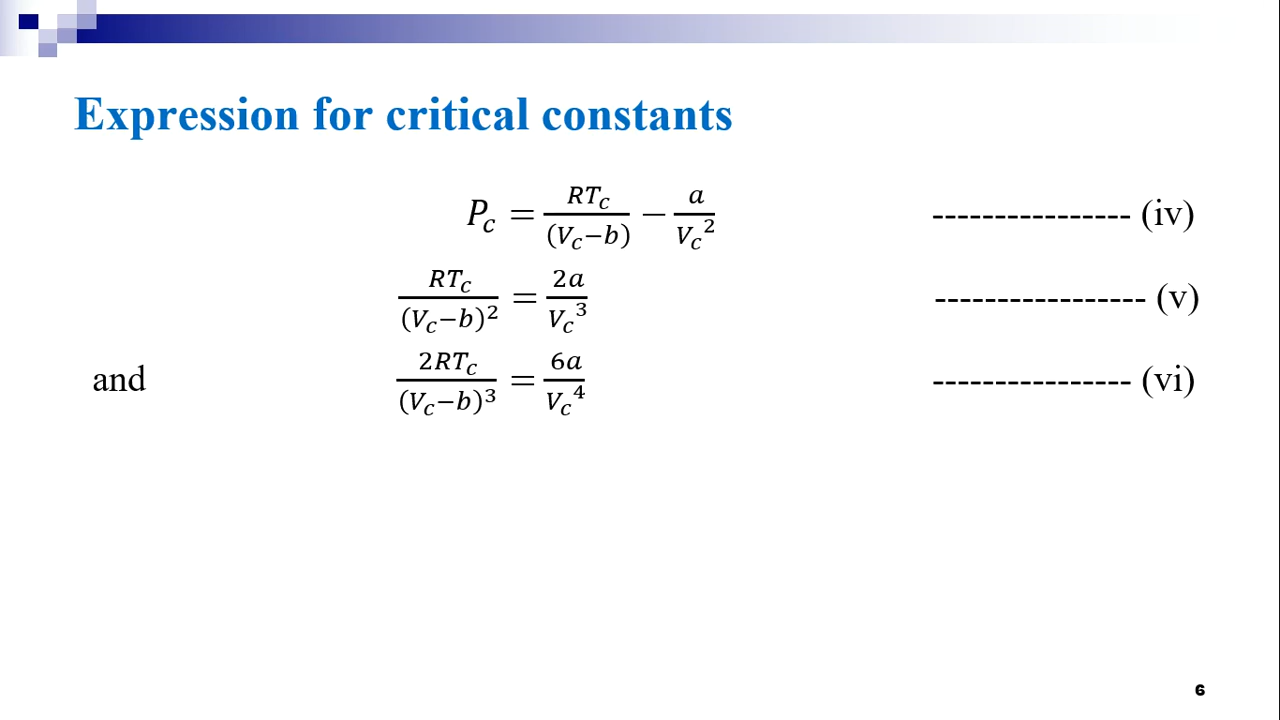 Expression for critical constants
P_c = RT_c/(V_c−b) − a/V_c^2 ---------------- (iv)
RT_c/(V_c−b)^2 = 2a/V_c^3 ----------------- (v)
and 2RT_c/(V_c−b)^3 = 6a/V_c^4 ---------------- (vi)
6